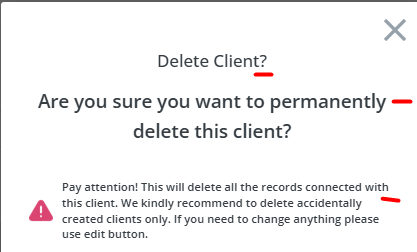 Delete Client?
Are you sure you want to permanently
delete this client?
Pay attention! This will delete all the records connected with
this client. We kindly recommend to delete accidentally
created clients only. If you need to change anything please
use edit button.